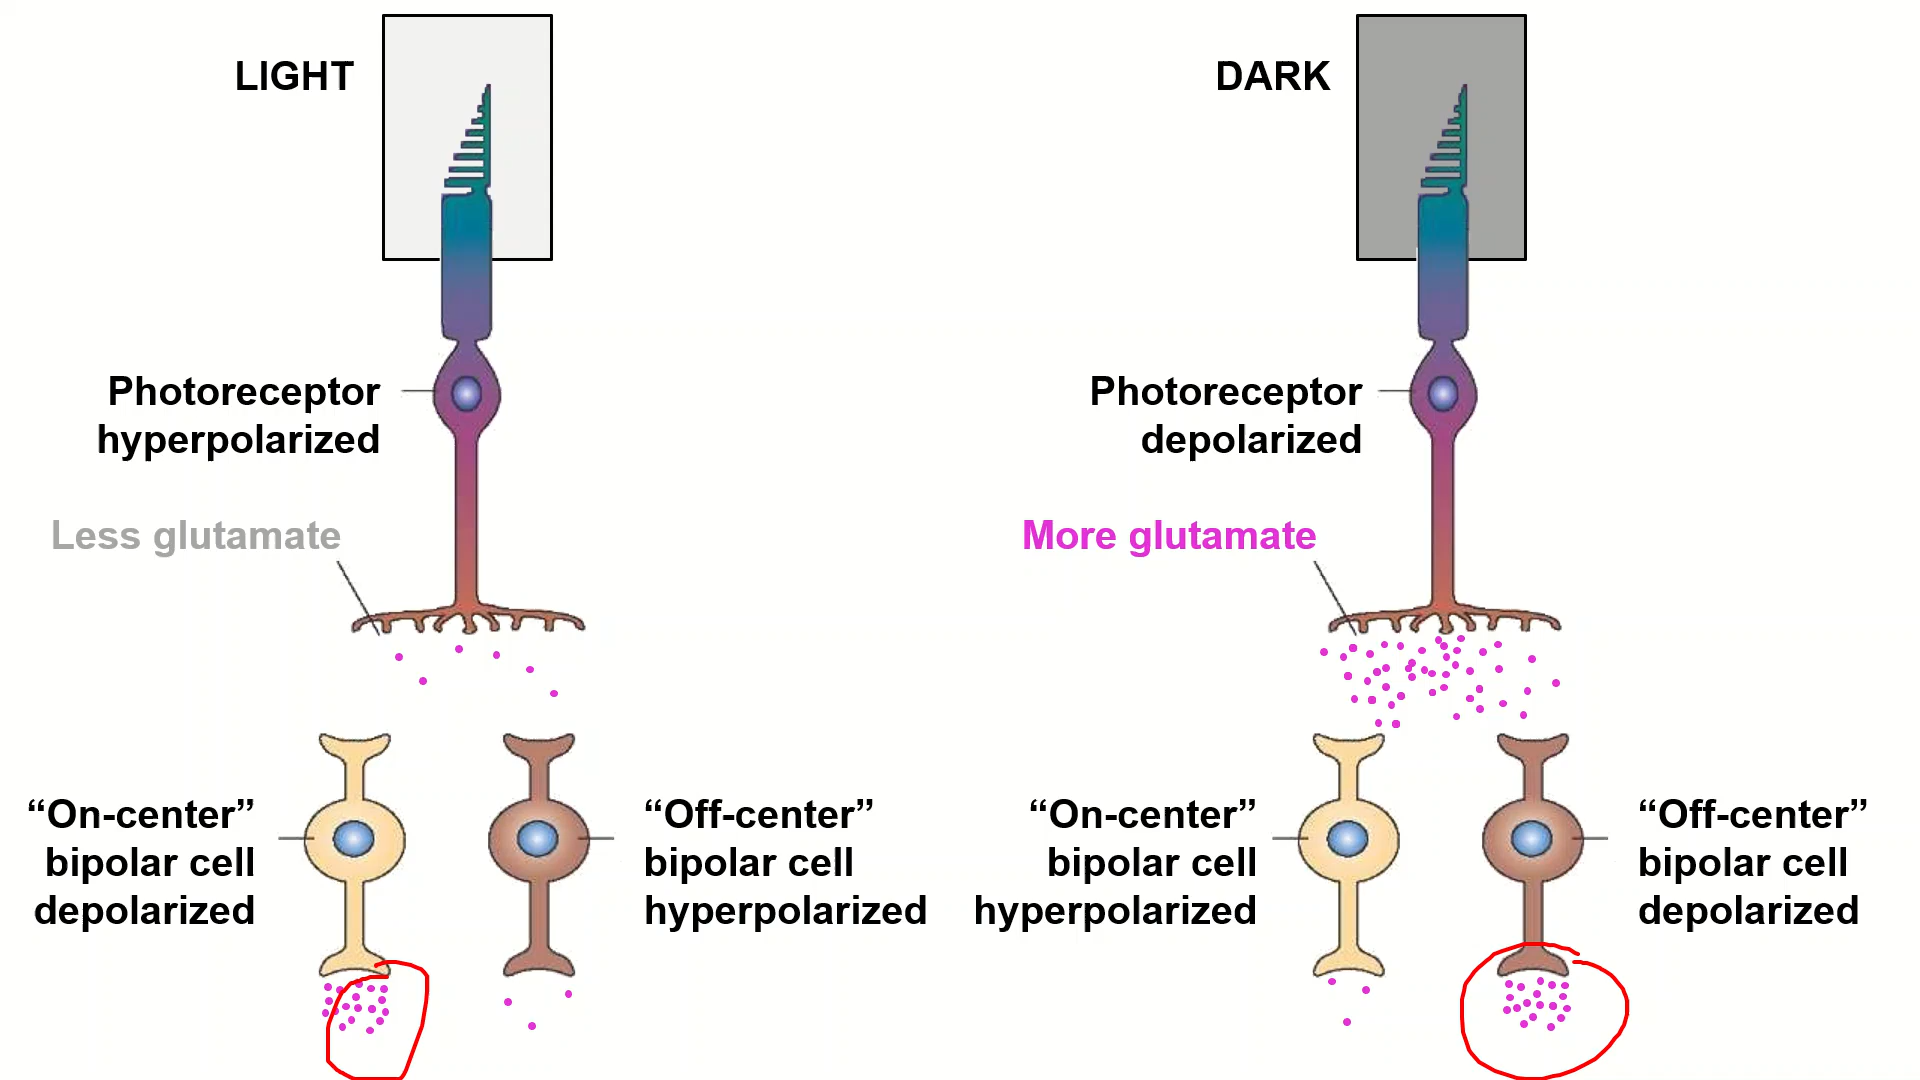 LIGHT
Photoreceptor
hyperpolarized
Less glutamate
“On-center”
bipolar cell
depolarized
“Off-center”
bipolar cell
hyperpolarized
DARK
Photoreceptor
depolarized
More glutamate
“On-center”
bipolar cell
hyperpolarized
“Off-center”
bipolar cell
depolarized